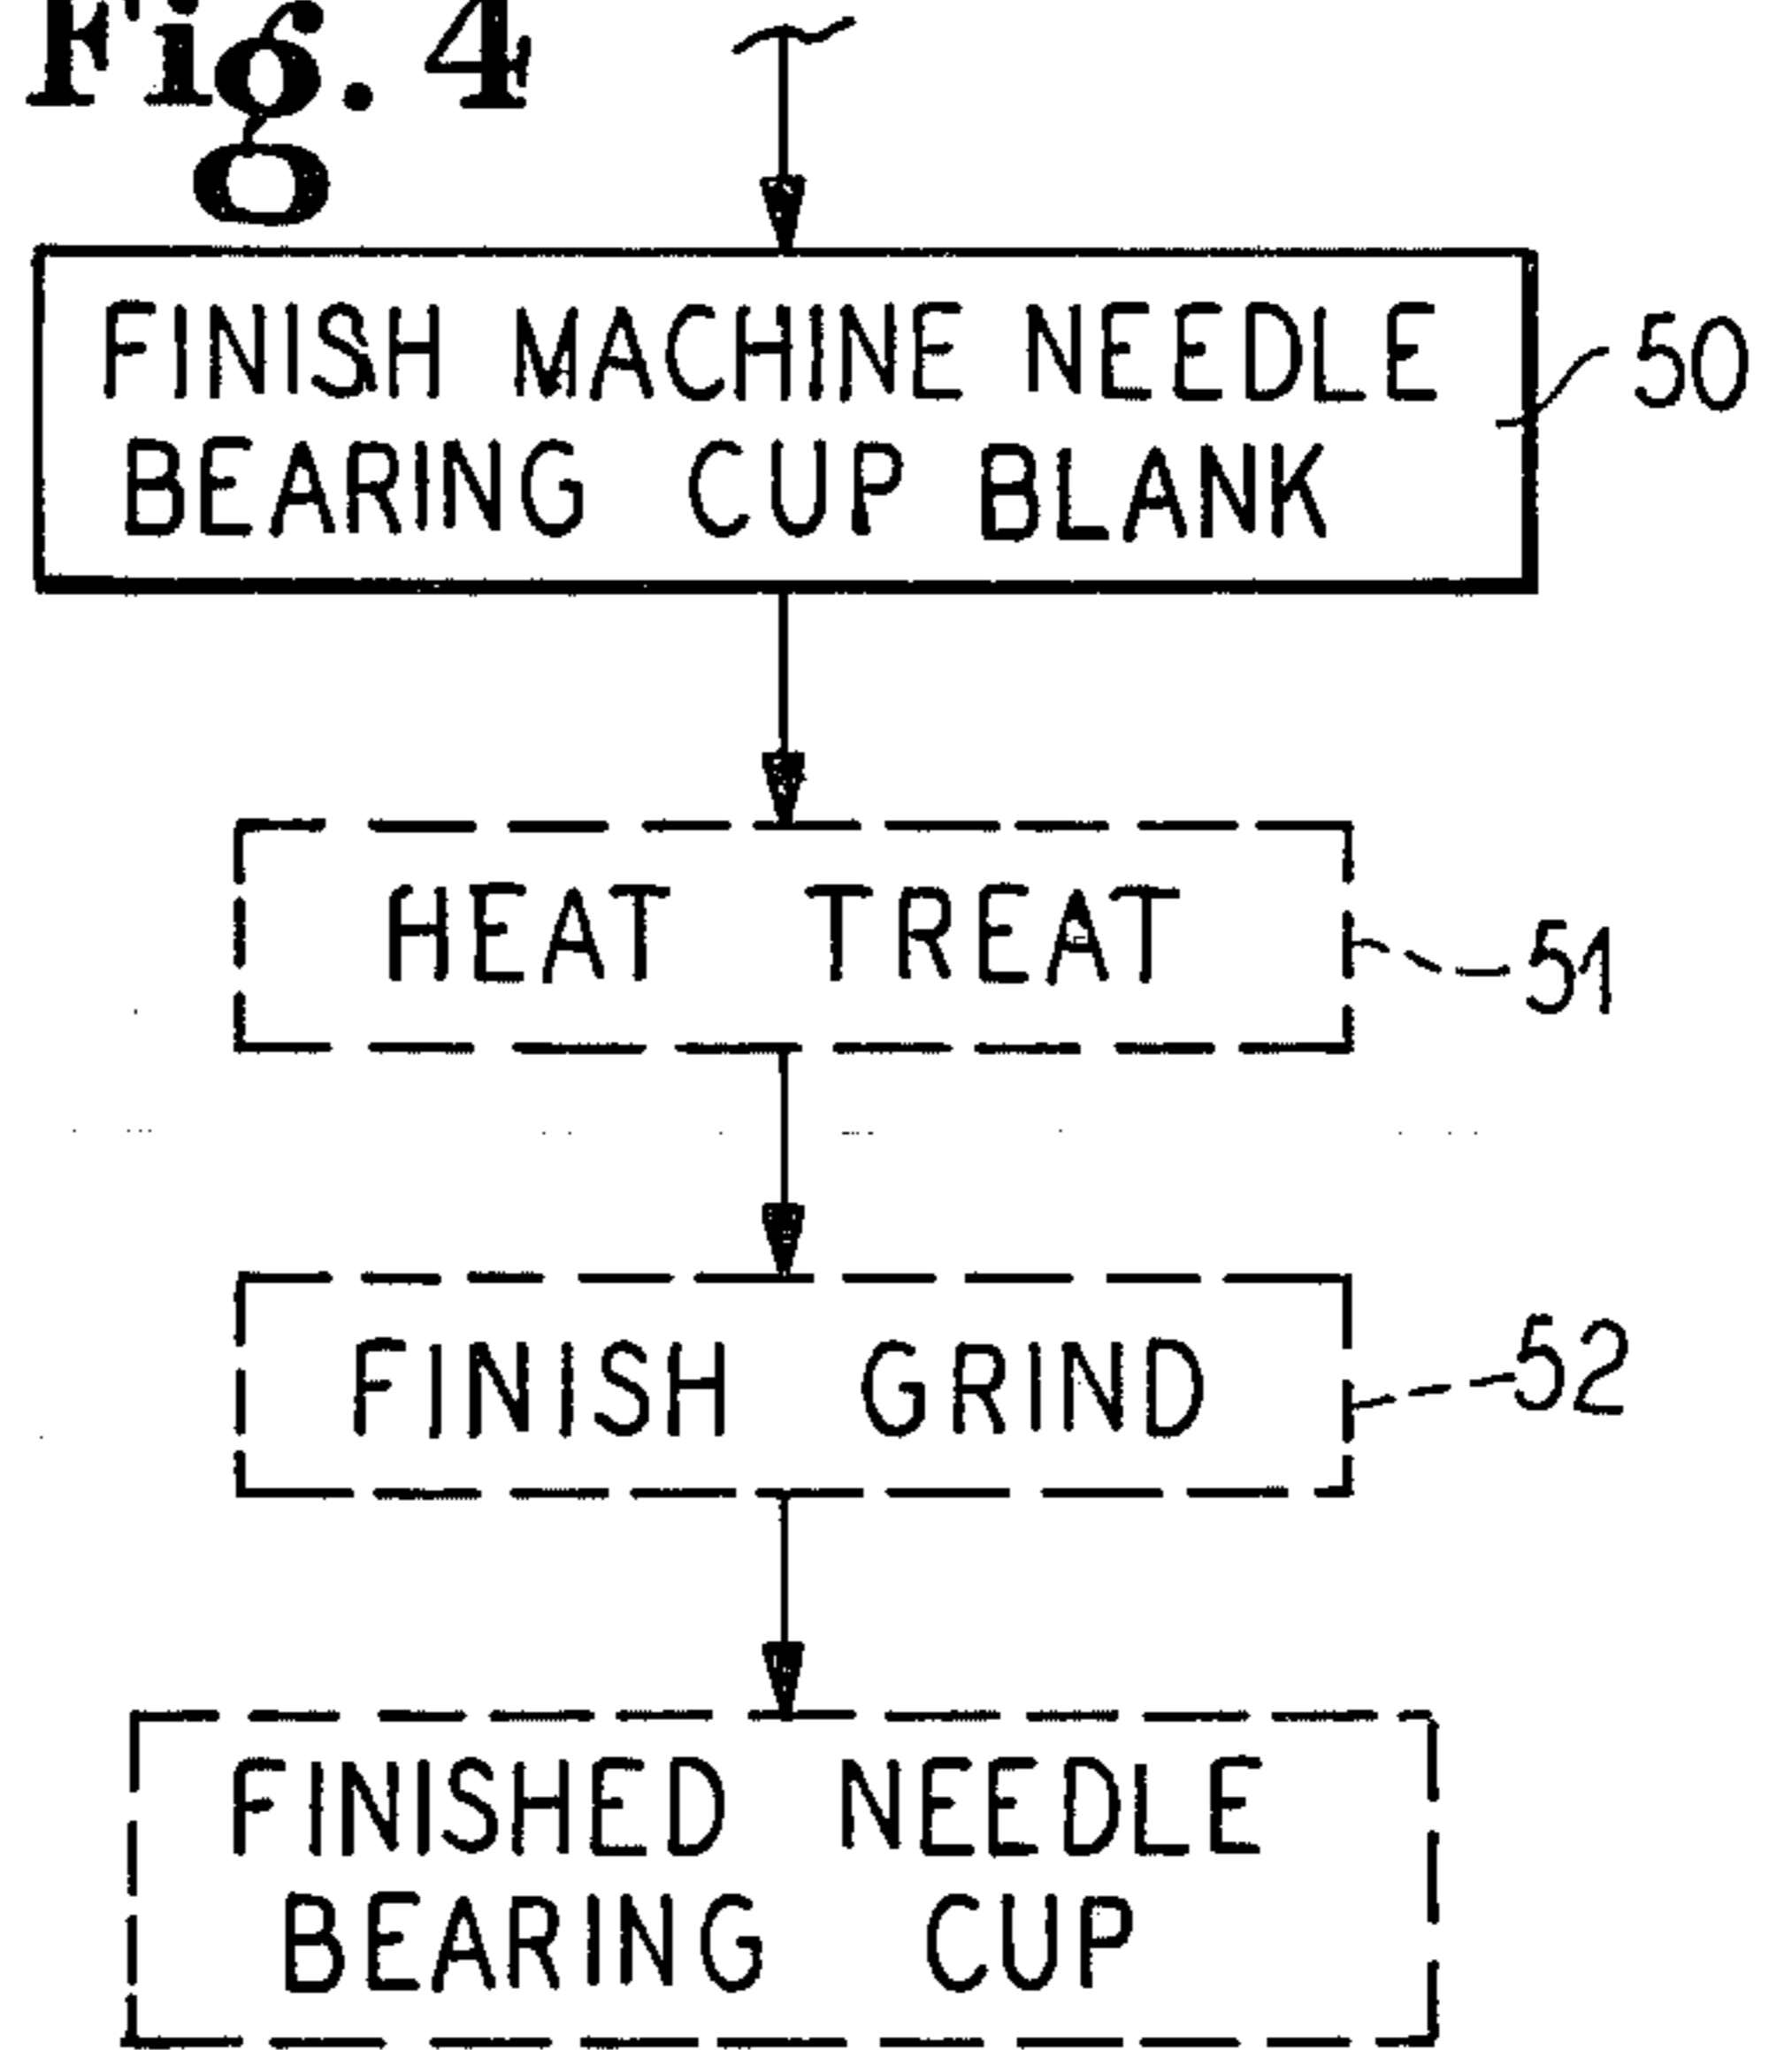 Fig. 4
FINISH MACHINE NEEDLE
BEARING CUP BLANK
50
HEAT TREAT
51
FINISH GRIND
52
FINISHED NEEDLE
BEARING CUP